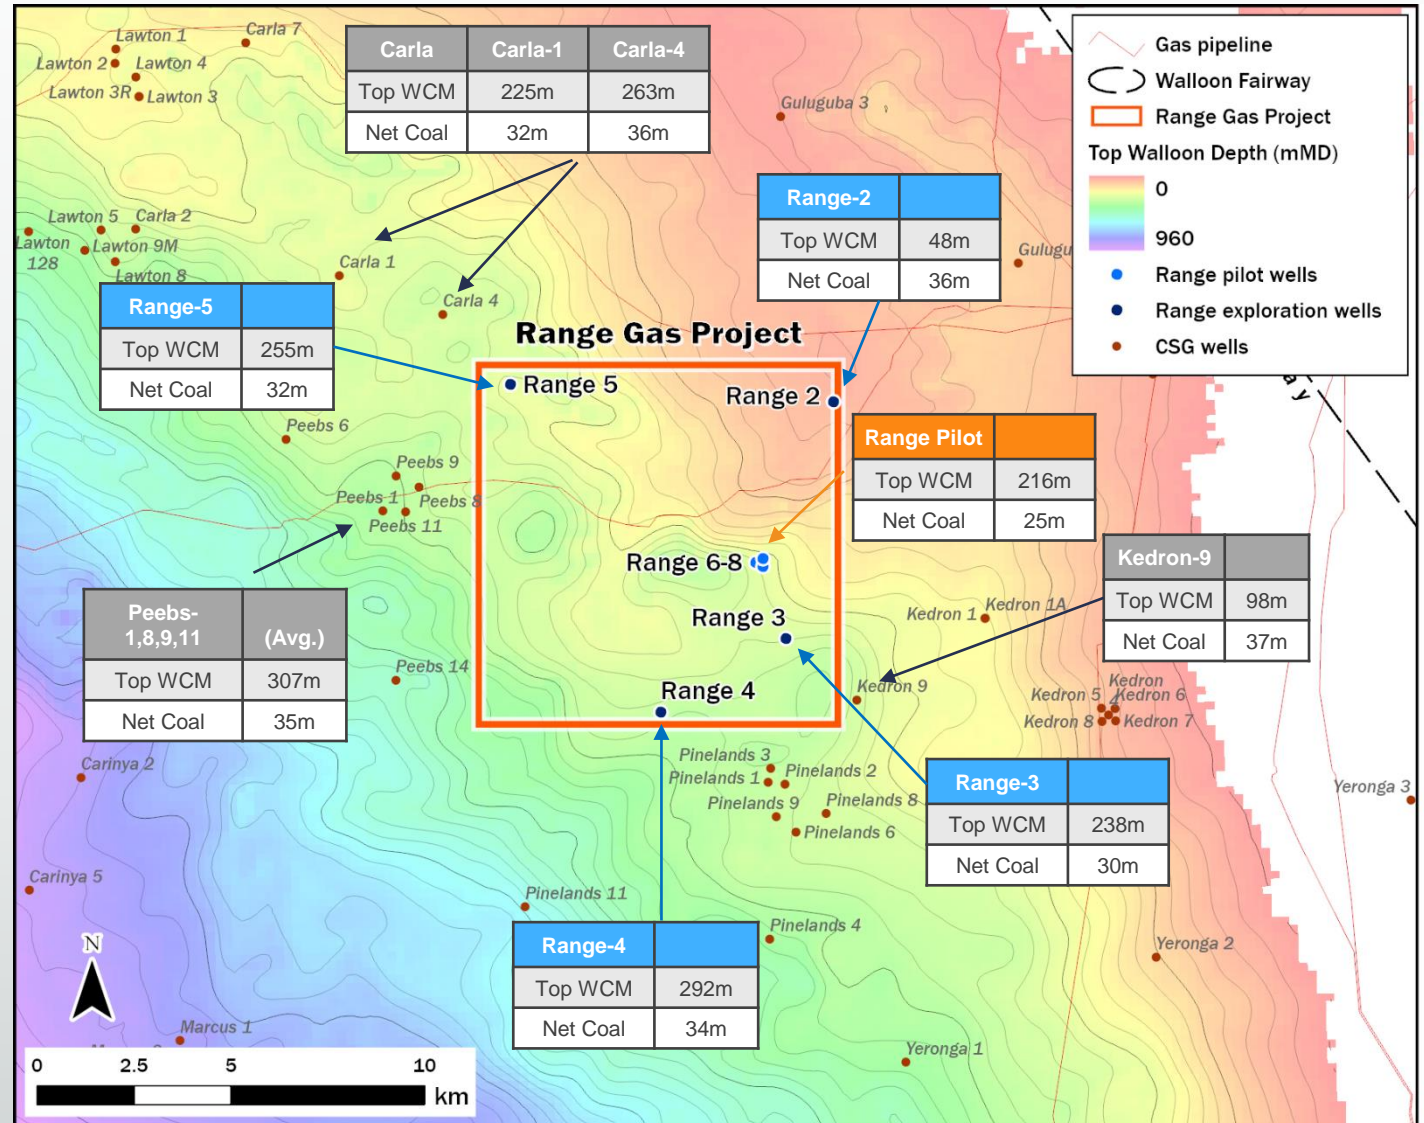 Lawton 1
Carla 7
Lawton 2
Lawton 4
Lawton 3R
Lawton 3
Carla Carla-1 Carla-4
Top WCM 225m 263m
Net Coal 32m 36m
Guluguba 3
Gas pipeline
Walloon Fairway
Range Gas Project
Top Walloon Depth (mMD)
0
960
Range pilot wells
Range exploration wells
CSG wells
Range-2
Top WCM 48m
Net Coal 36m
Lawton 5
Carla 2
Lawton
128
Lawton 9M
Lawton 8
Carla 1
Carla 4
Gulugu
Range-5
Top WCM 255m
Net Coal 32m
Range Gas Project
Range 5
Range 2
a y
Peebs 6
Peebs 9
Peebs 1
Peebs 8
Peebs 11
Range Pilot
Top WCM 216m
Net Coal 25m
Range 6-8
Range 3
Range 4
Kedron-9
Top WCM 98m
Net Coal 37m
Kedron 1
Kedron 1A
Kedron 9
Peebs-
1,8,9,11 (Avg.)
Top WCM 307m
Net Coal 35m
Peebs 14
Kedron
4
Kedron 5
Kedron 6
Kedron 8
Kedron 7
Carinya 2
Pinelands 3
Pinelands 1
Pinelands 2
Pinelands 9
Pinelands 8
Pinelands 6
Range-3
Top WCM 238m
Net Coal 30m
Yeronga 3
Carinya 5
Pinelands 11
Pinelands 4
Range-4
Top WCM 292m
Net Coal 34m
Yeronga 2
N
Marcus 1
Yeronga 1
0 2.5 5 10
km